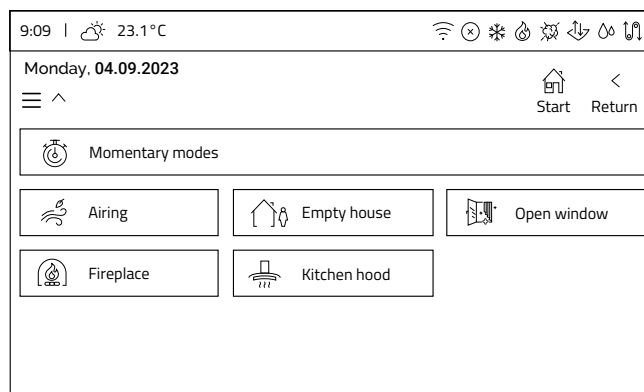 9:09 | 23.1°C
Monday, 04.09.2023
Start Return
Momentary modes
Airing Empty house Open window
Fireplace Kitchen hood